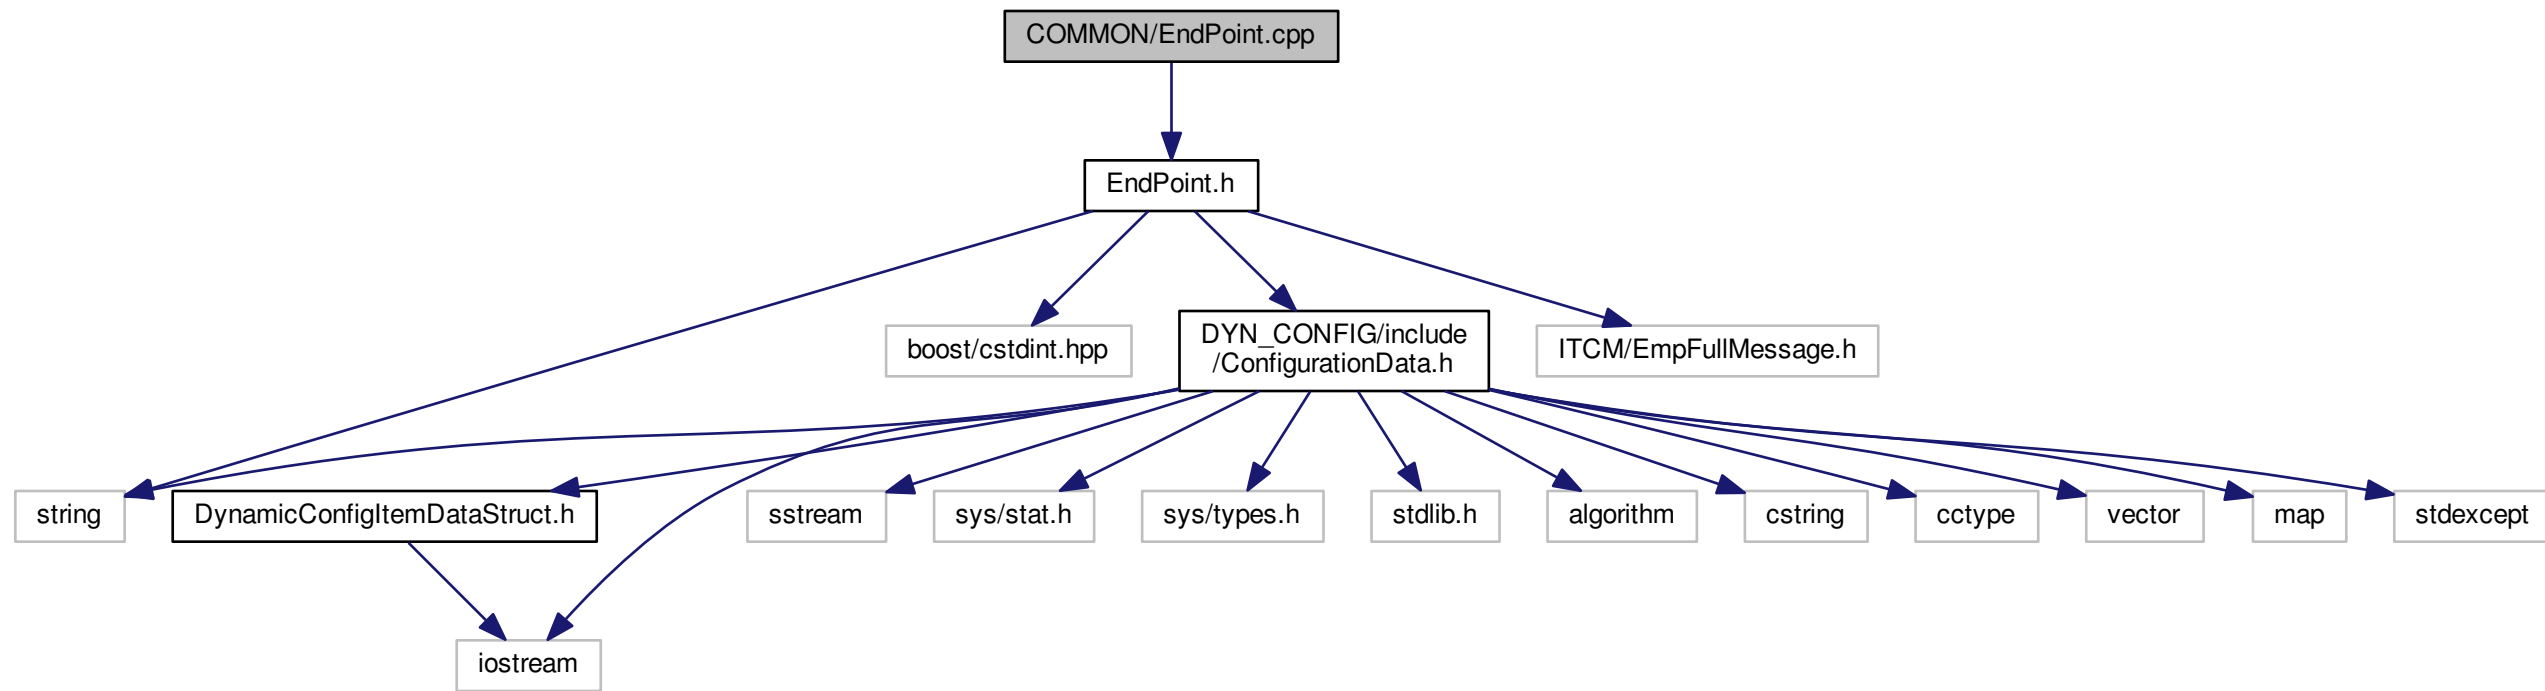 COMMON/EndPoint.cpp
EndPoint.h
boost/cstdint.hpp
DYN_CONFIG/include
/ConfigurationData.h
ITCM/EmpFullMessage.h
string
DynamicConfigItemDataStruct.h
sstream
sys/stat.h
sys/types.h
stdlib.h
algorithm
cstring
cctype
vector
map
stdexcept
iostream